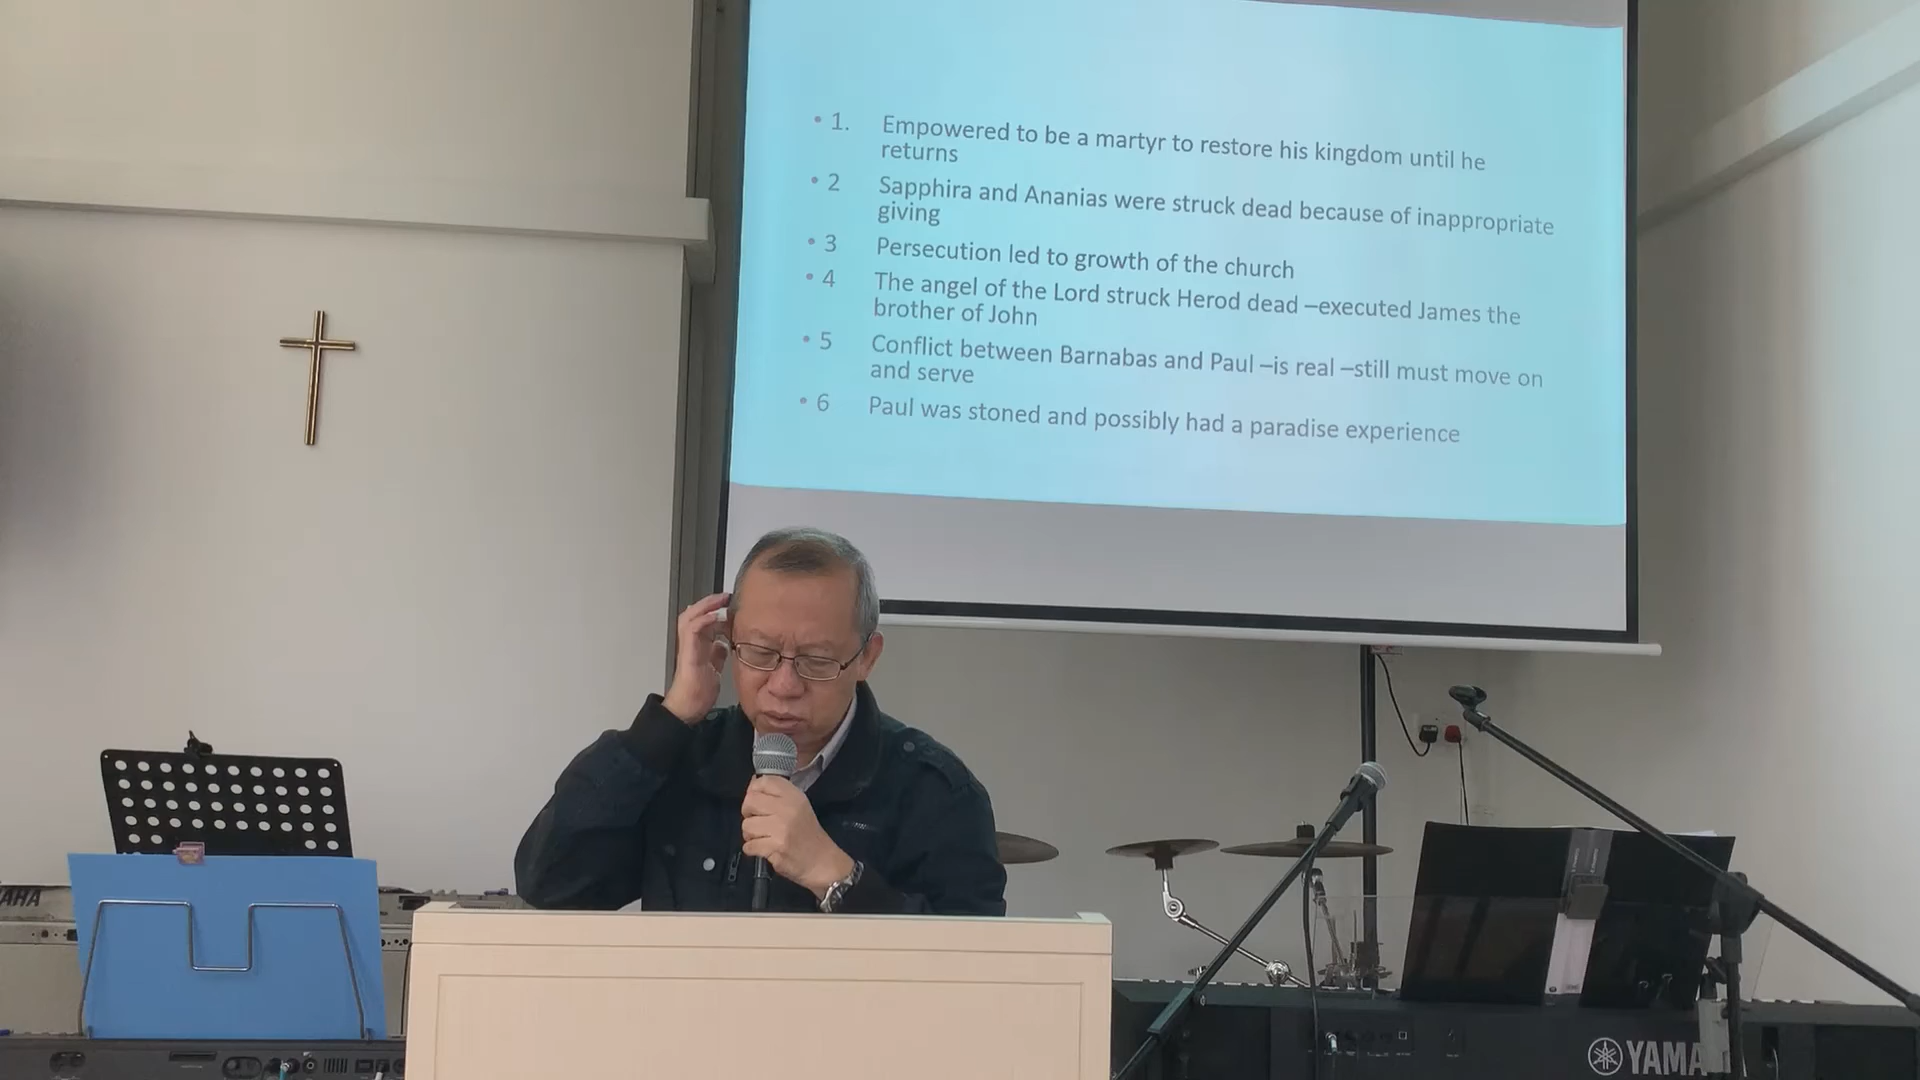 • 1. Empowered to be a martyr to restore his kingdom until he
returns
• 2 Sapphira and Ananias were struck dead because of inappropriate
giving
• 3 Persecution led to growth of the church
• 4 The angel of the Lord struck Herod dead –executed James the
brother of John
• 5 Conflict between Barnabas and Paul –is real –still must move on
and serve
• 6 Paul was stoned and possibly had a paradise experience
AHA
YAMA